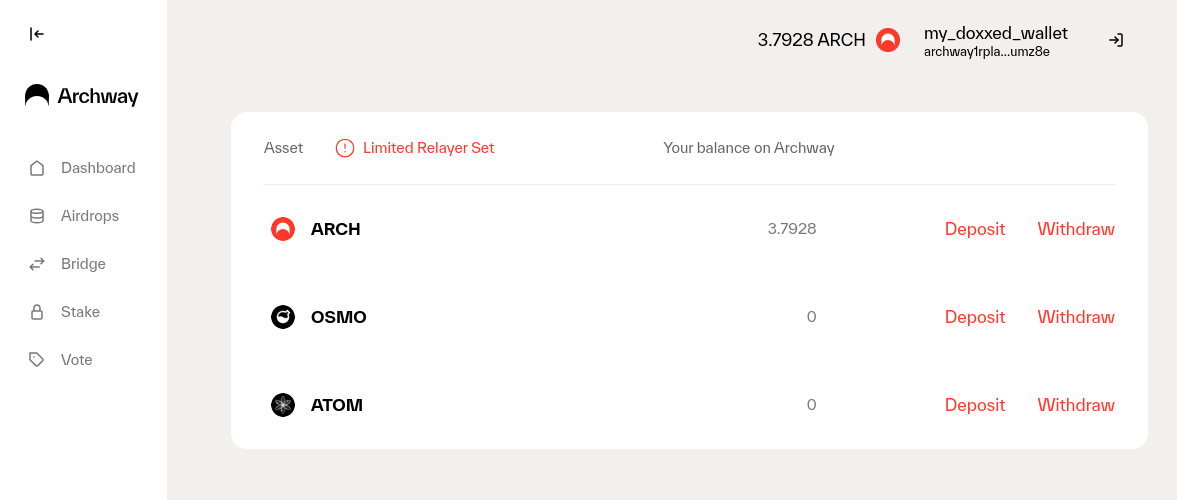 3.7928 ARCH
my_doxxed_wallet
archway1rpla...umz8e
Archway
Dashboard
Airdrops
Bridge
Stake
Vote
Asset
Limited Relayer Set
Your balance on Archway
ARCH
3.7928
Deposit
Withdraw
OSMO
0
Deposit
Withdraw
ATOM
0
Deposit
Withdraw